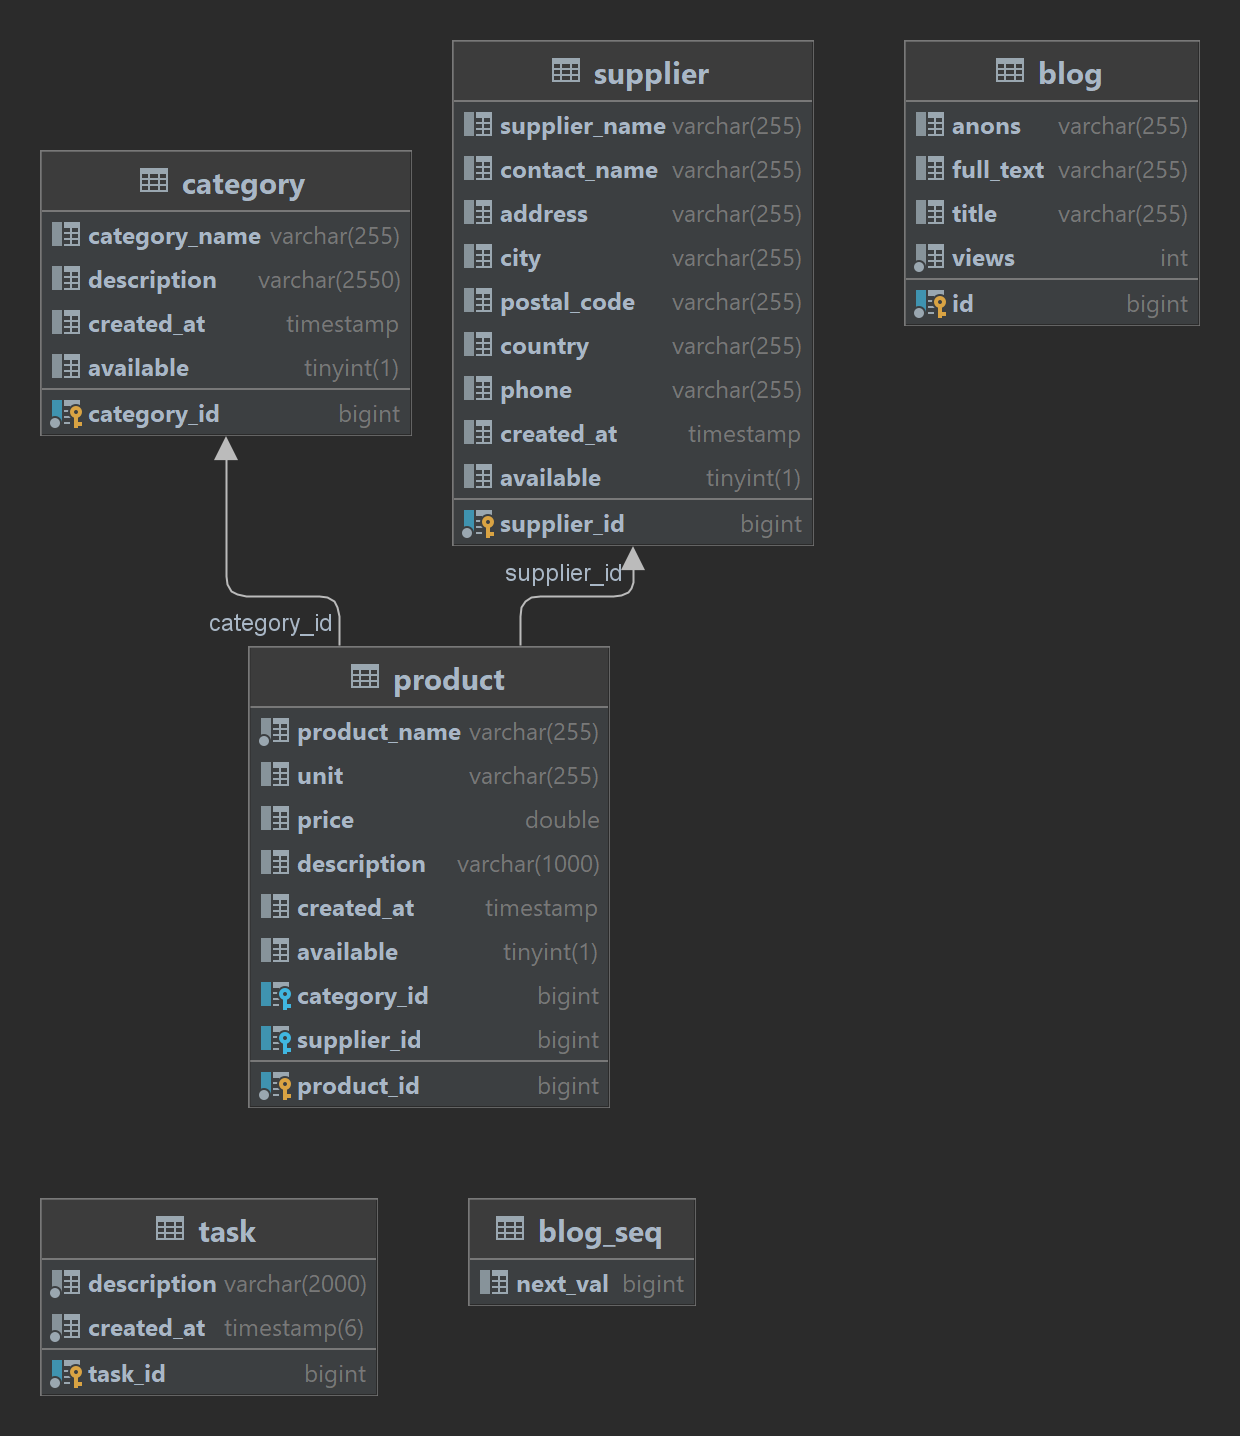 category
category_name varchar(255)
description varchar(2550)
created_at timestamp
available tinyint(1)
category_id bigint
supplier
supplier_name varchar(255)
contact_name varchar(255)
address varchar(255)
city varchar(255)
postal_code varchar(255)
country varchar(255)
phone varchar(255)
created_at timestamp
available tinyint(1)
supplier_id bigint
blog
anons varchar(255)
full_text varchar(255)
title varchar(255)
views int
id bigint
supplier_id
category_id
product
product_name varchar(255)
unit varchar(255)
price double
description varchar(1000)
created_at timestamp
available tinyint(1)
category_id bigint
supplier_id bigint
product_id bigint
task
description varchar(2000)
created_at timestamp(6)
task_id bigint
blog_seq
next_val bigint